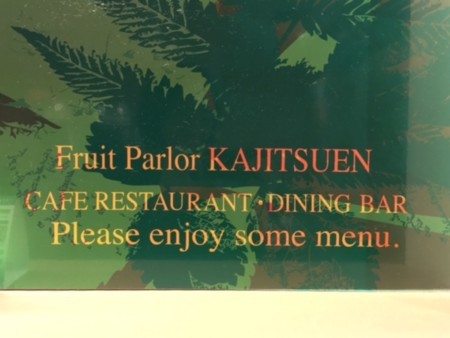 Fruit Parlor KAJITSUEN
CAFE RESTAURANT・DINING BAR
Please enjoy some menu.